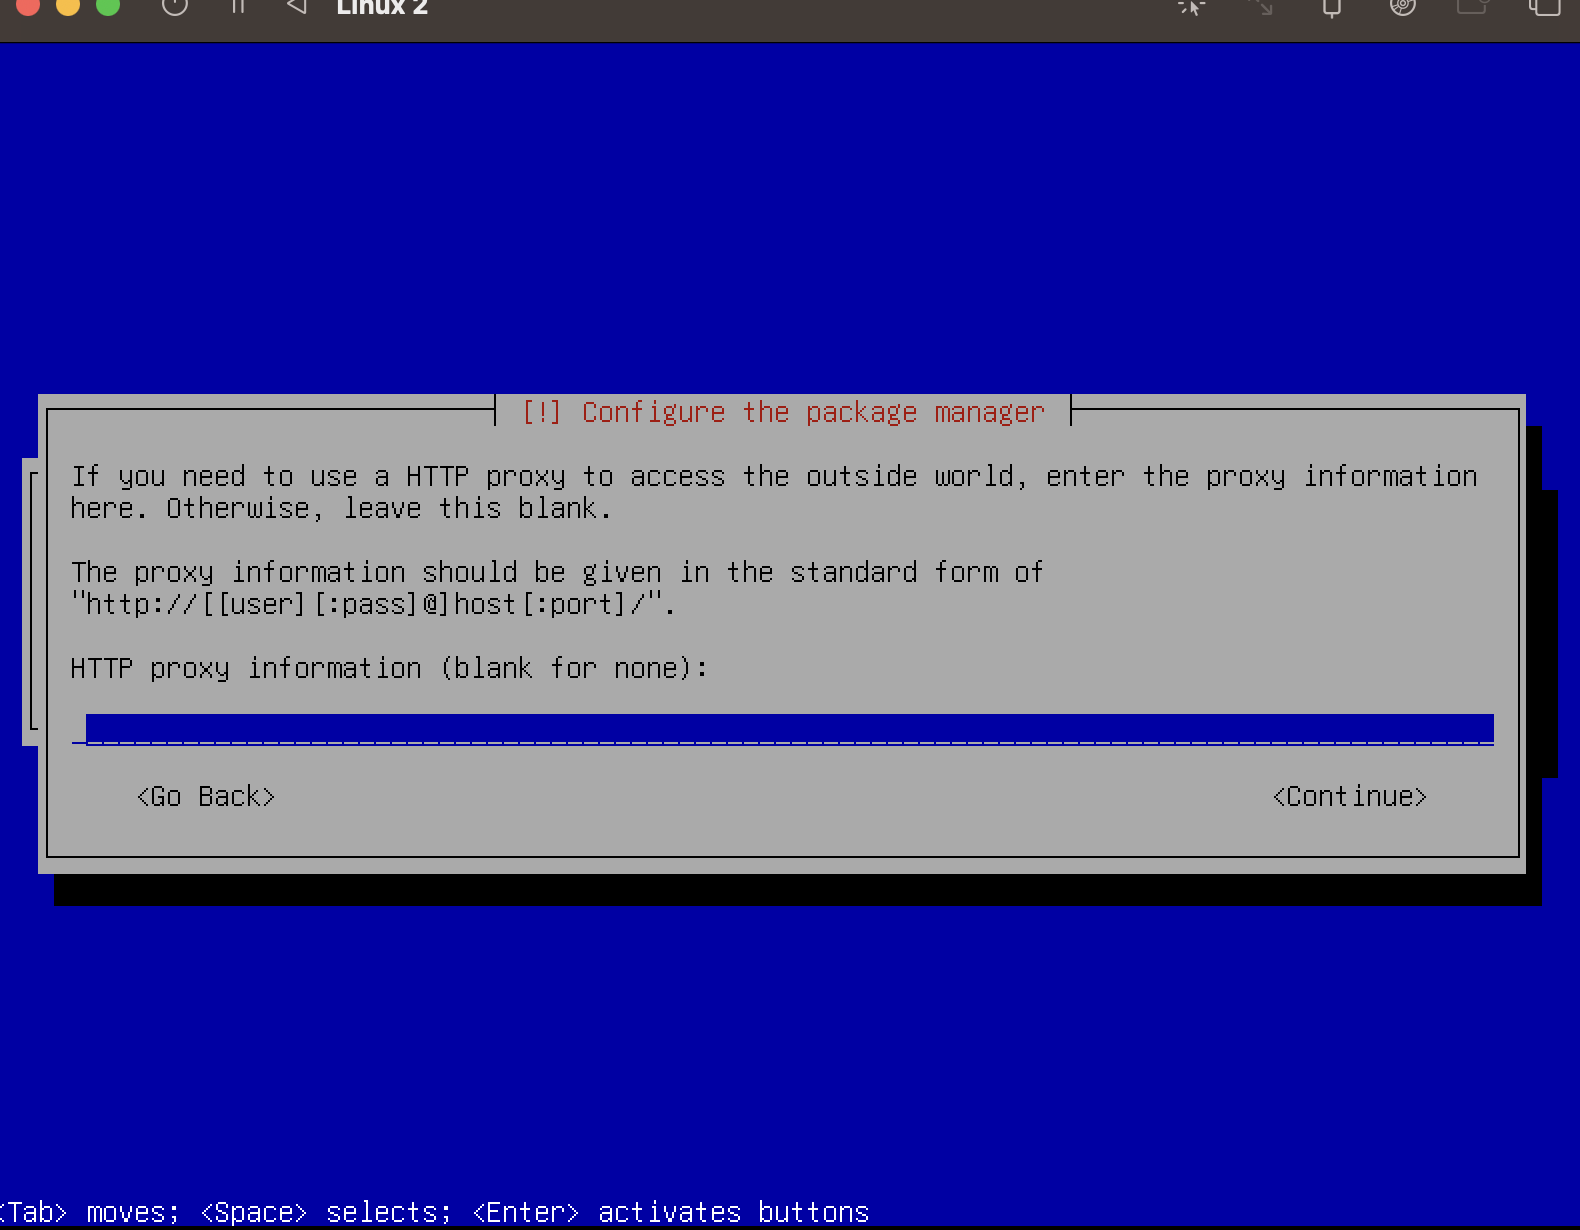 Linux 2
[!] Configure the package manager
If you need to use a HTTP proxy to access the outside world, enter the proxy information
here. Otherwise, leave this blank.
The proxy information should be given in the standard form of
"http://[[user][:pass]@]host[:port]/".
HTTP proxy information (blank for none):
<Go Back>
<Continue>
<Tab> moves; <Space> selects; <Enter> activates buttons